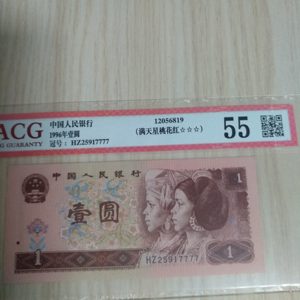 ACG
G GUARANTY
中国人民银行
1996年壹圆
冠号：HZ25917777
12056819
(满天星桃花红☆☆☆)
55
中国人民银行
1
壹圆
1
1
HZ25917777